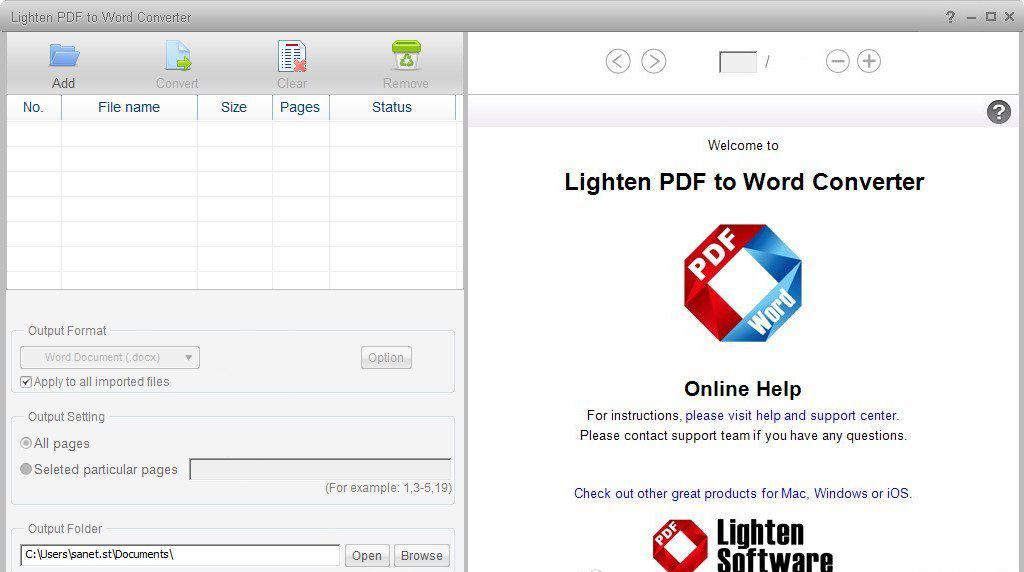 Lighten PDF to Word Converter
?
Add Convert Clear Remove
No. File name Size Pages Status
Output Format
Word Document (.docx)
Option
Apply to all imported files
Output Setting
All pages
Seleted particular pages
(For example: 1,3-5,19)
Output Folder
C:\Users\sanet.st\Documents\
Open
Browse
/
?
Welcome to
Lighten PDF to Word Converter
PDF
Word
Online Help
For instructions, please visit help and support center.
Please contact support team if you have any questions.
Check out other great products for Mac, Windows or iOS.
PDF
Lighten
Software